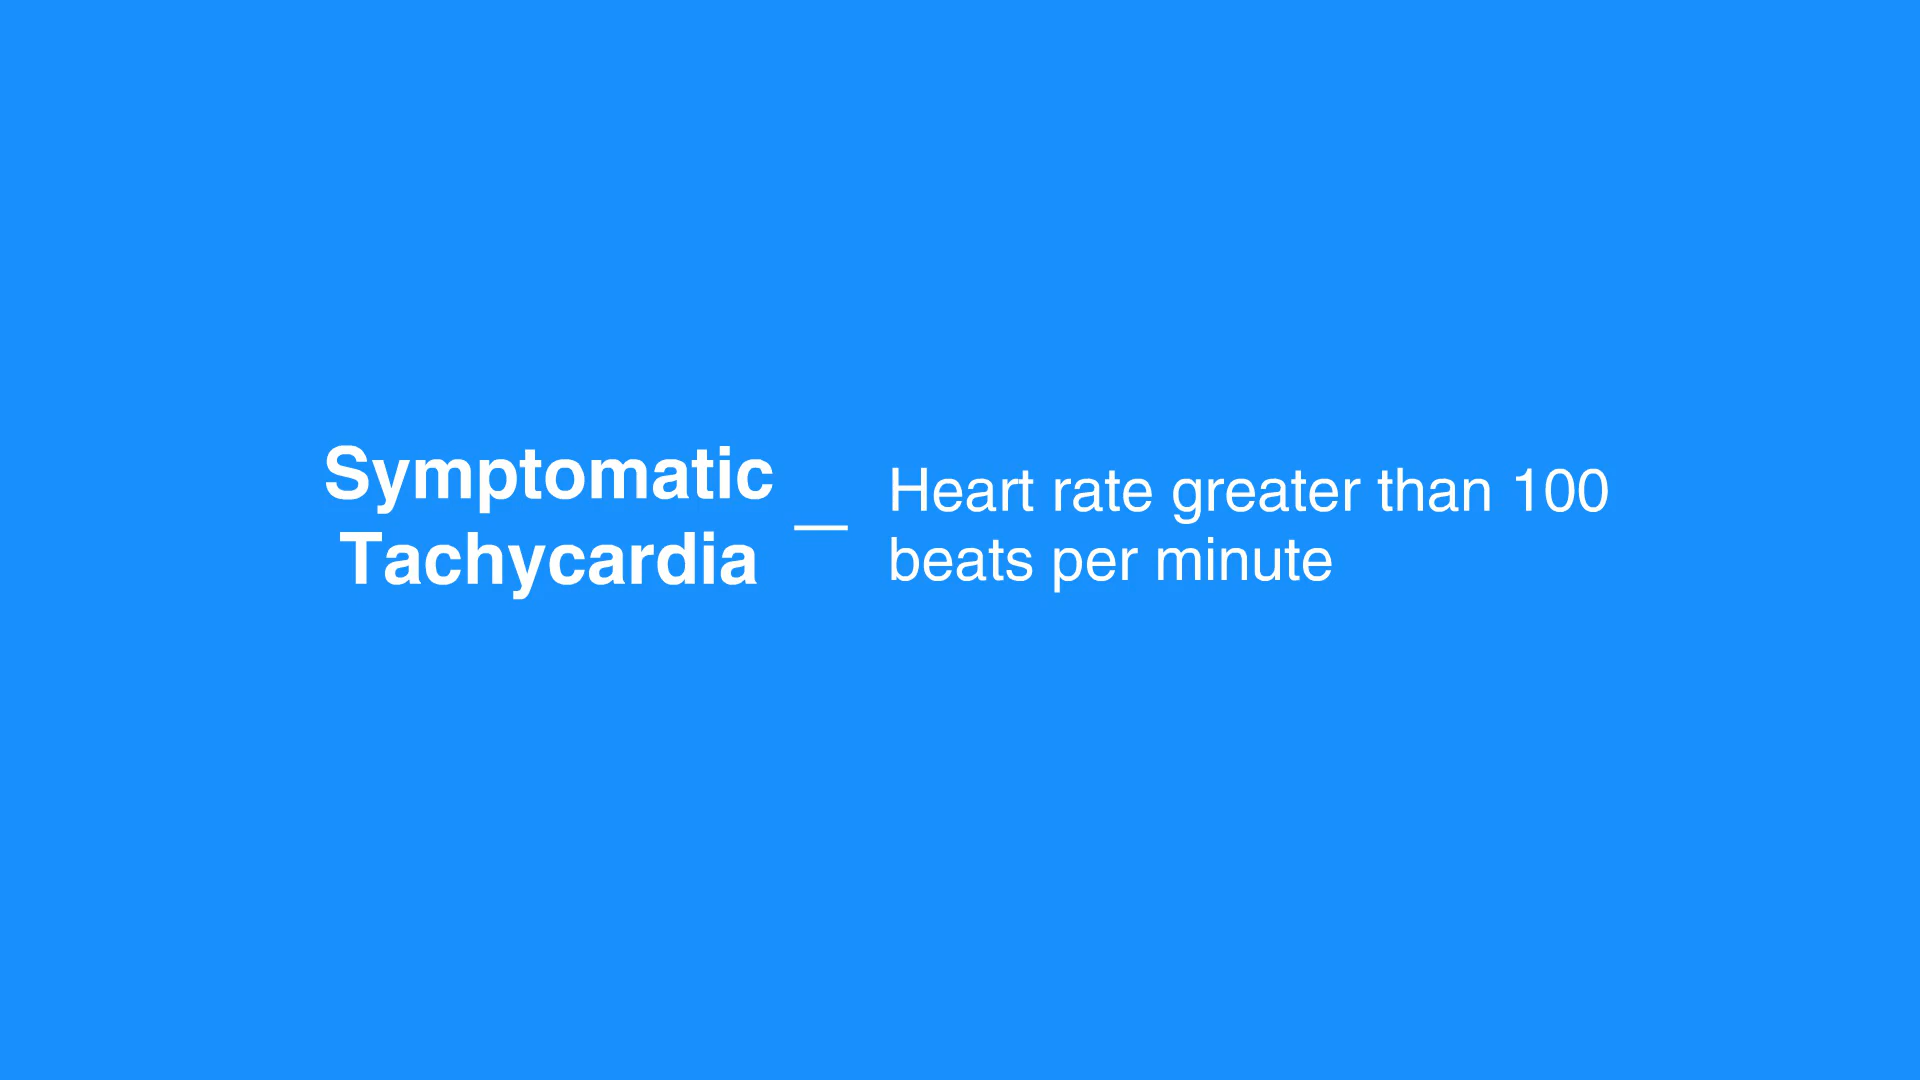 Symptomatic
Tachycardia
—
Heart rate greater than 100
beats per minute